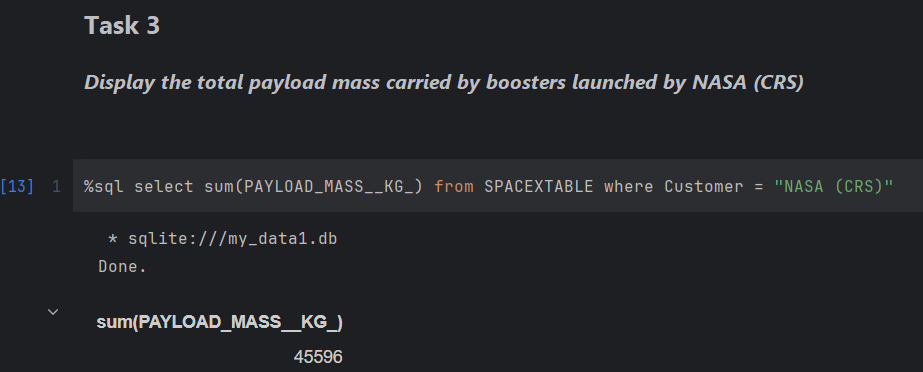 Task 3
Display the total payload mass carried by boosters launched by NASA (CRS)
[13] 1 %sql select sum(PAYLOAD_MASS__KG_) from SPACEXTABLE where Customer = "NASA (CRS)"
* sqlite:///my_data1.db
Done.
sum(PAYLOAD_MASS__KG_)
45596